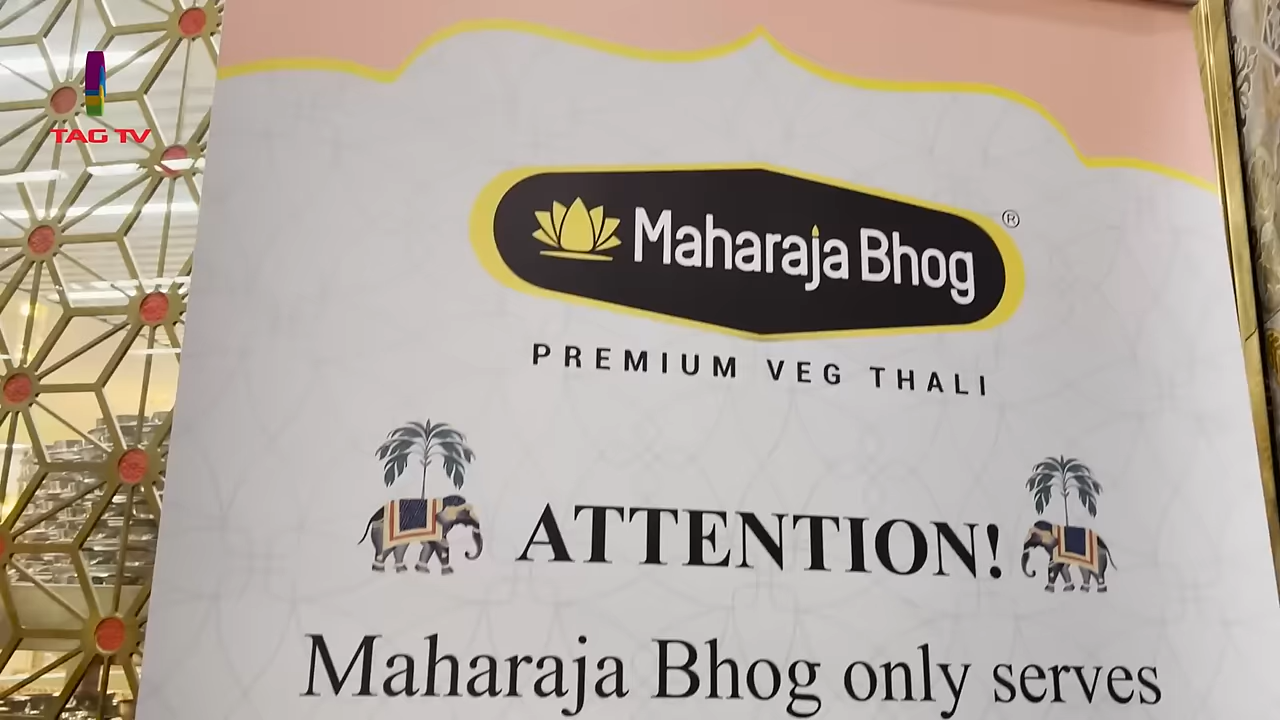 TAG TV
Maharaja Bhog ®
PREMIUM VEG THALI
ATTENTION!
Maharaja Bhog only serves